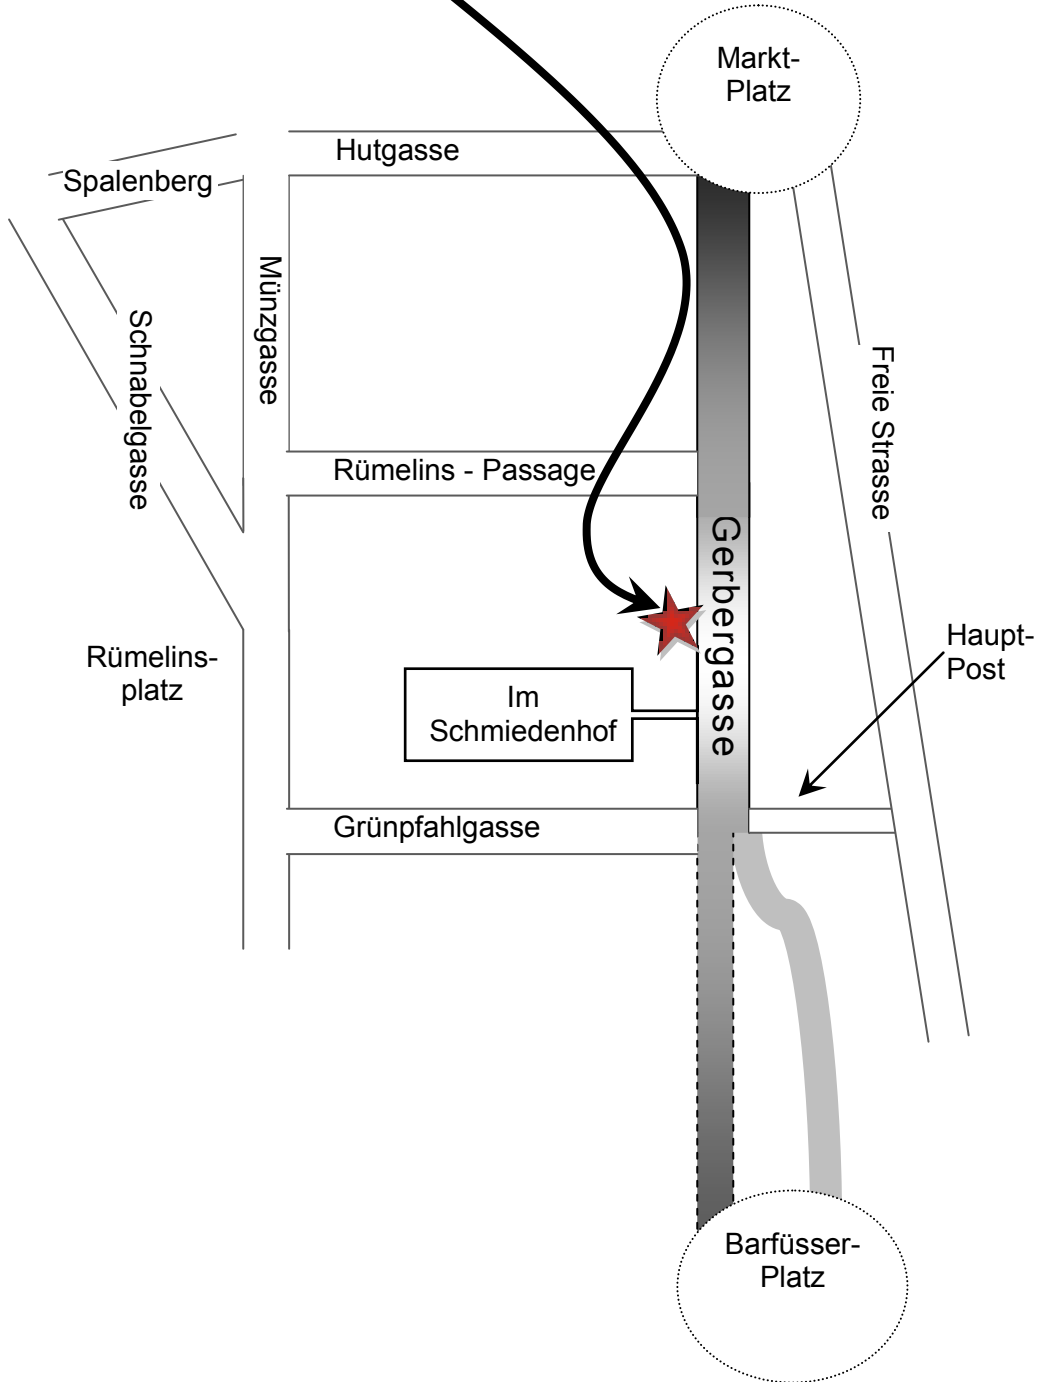 Markt-
Platz
Hutgasse
Spalenberg
Münzgasse
Schnabelgasse
Freie Strasse
Rümelins - Passage
Gerbergasse
Rümelins-
platz
Haupt-
Post
Im
Schmiedenhof
Grünpfahlgasse
Barfüsser-
Platz